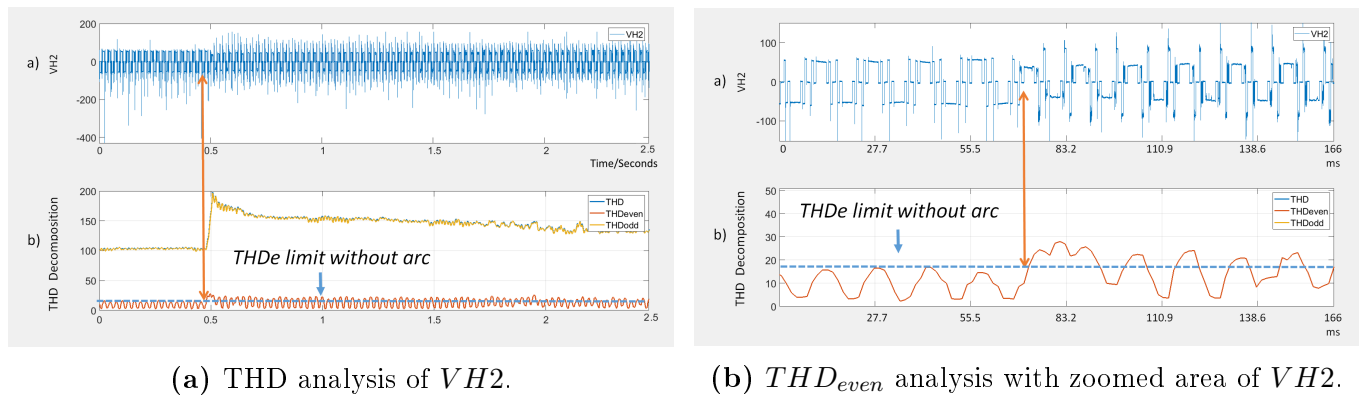 200
VH2
100
0
-200
-400
a)
VH2
0
0.5
1
0.5
2
2.5
Time/Seconds
200
THD
THDeven
THDodd
150
100
50
0
b)
THD Decomposition
THDe limit without arc
0
0.5
1
0.5
2
2.5
(a) THD analysis of VH2.
VH2
100
0
-100
a)
VH2
0
27.7
55.5
83.2
110.9
138.6
166
ms
50
40
30
20
10
0
THD
THDeven
THDodd
THDe limit without arc
b)
THD Decomposition
0
27.7
55.5
83.2
110.9
138.6
166
ms
(b) THDeven analysis with zoomed area of VH2.